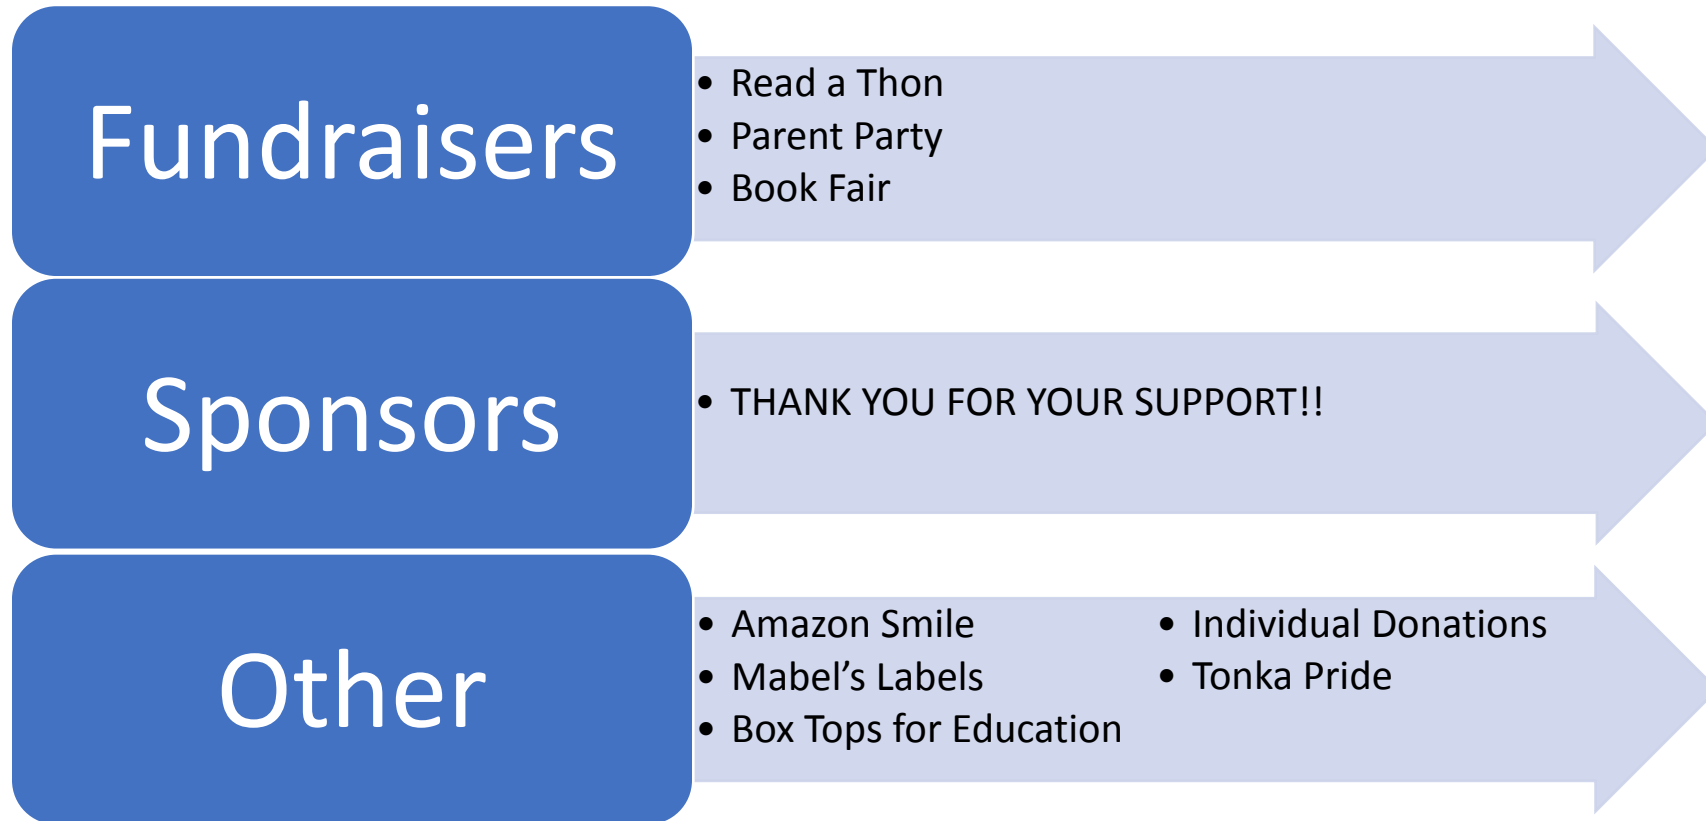 Fundraisers
• Read a Thon
• Parent Party
• Book Fair
Sponsors
• THANK YOU FOR YOUR SUPPORT!!
Other
• Amazon Smile
• Mabel’s Labels
• Box Tops for Education
• Individual Donations
• Tonka Pride